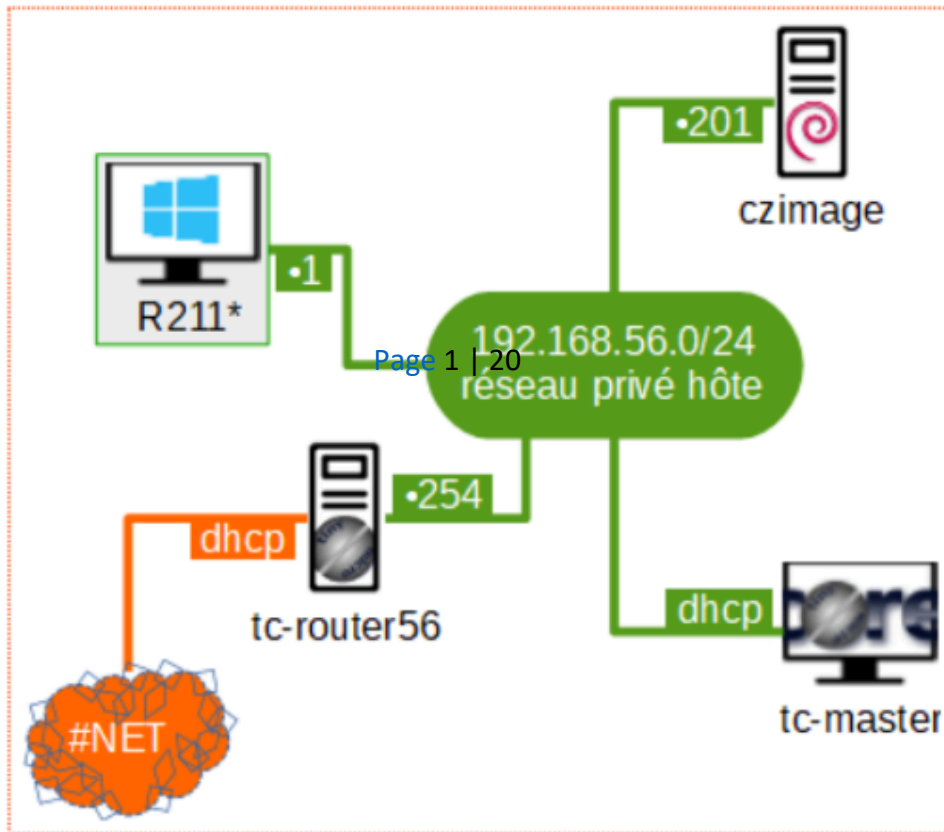 •201
czimage
•1
R211*
192.168.56.0/24
Page 1 | 20
réseau privé hôte
•254
dhcp
tc-router56
dhcp
core
tc-master
#NET